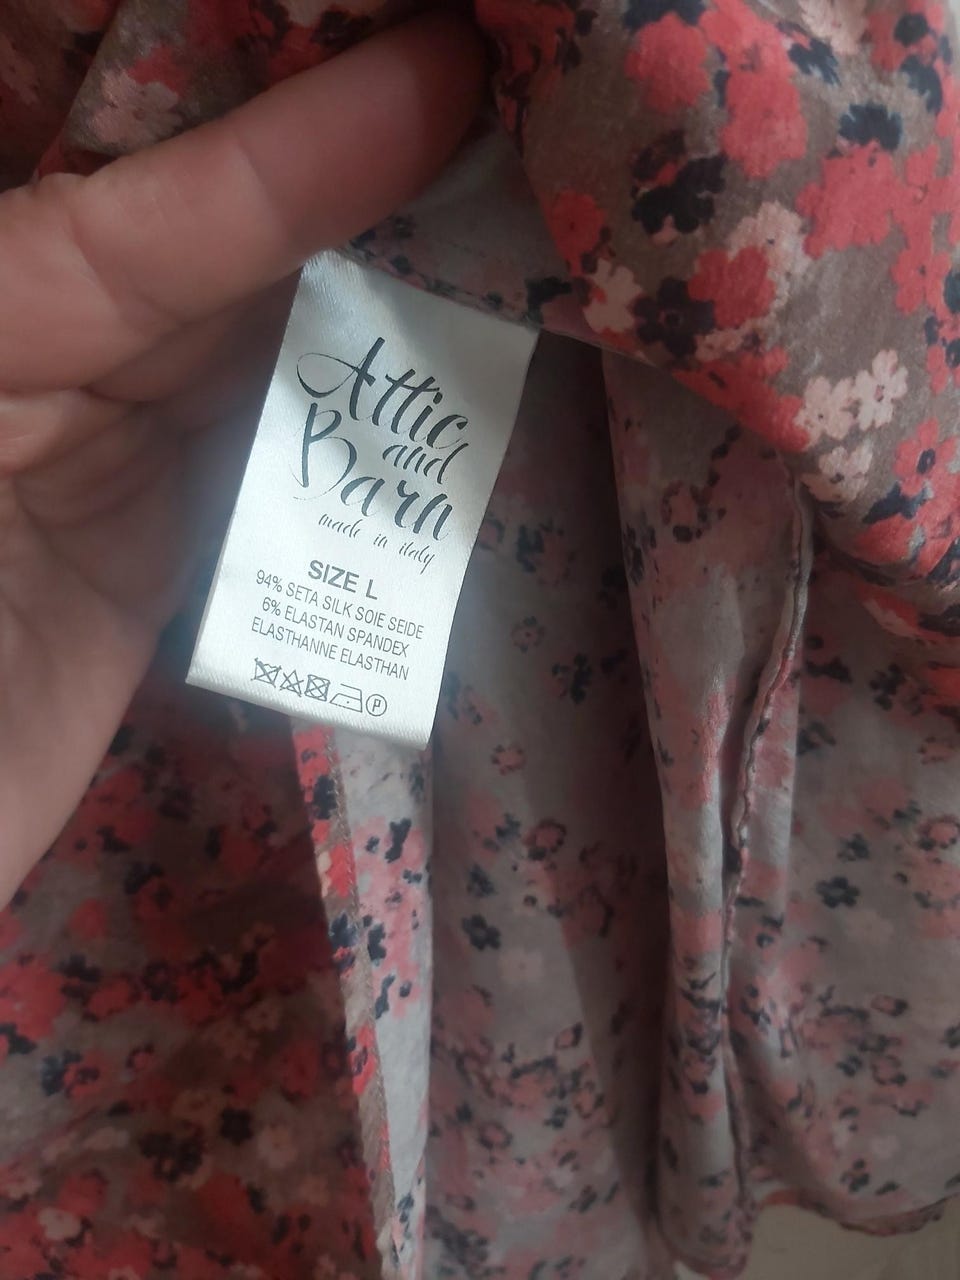 Attic
and
Barn
made in italy
SIZE L
94% SETA SILK SOIE SEIDE
6% ELASTAN SPANDEX
ELASTHANNE ELASTHAN
P